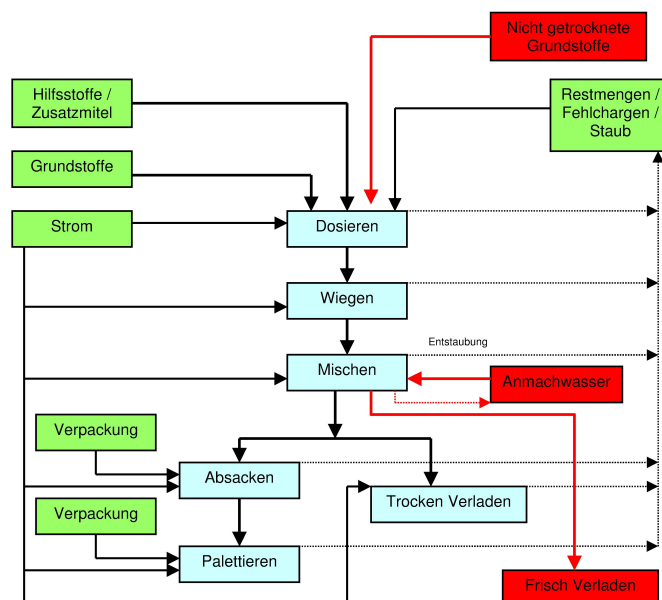 Nicht getrocknete
Grundstoffe
Hilfsstoffe /
Zusatzmitel
Restmengen /
Fehlchargen /
Staub
Grundstoffe
Strom
Dosieren
Wiegen
Entstaubung
Mischen
Anmachwasser
Verpackung
Absacken
Trocken Verladen
Verpackung
Palettieren
Frisch Verladen